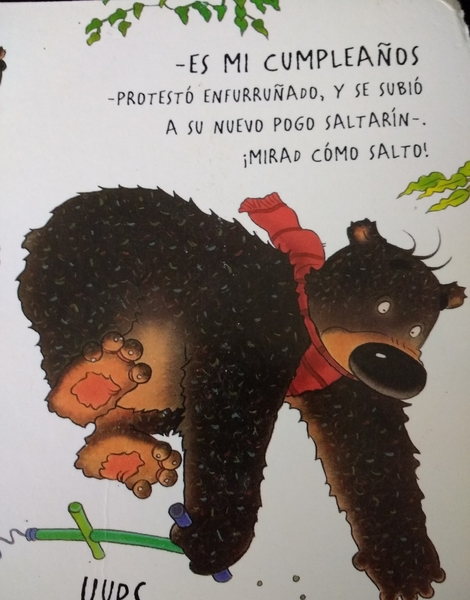 -ES MI CUMPLEAÑOS
-PROTESTÓ ENFURRUÑADO, Y SE SUBIÓ
A SU NUEVO POGO SALTARÍN-.
¡MIRAD CÓMO SALTO!